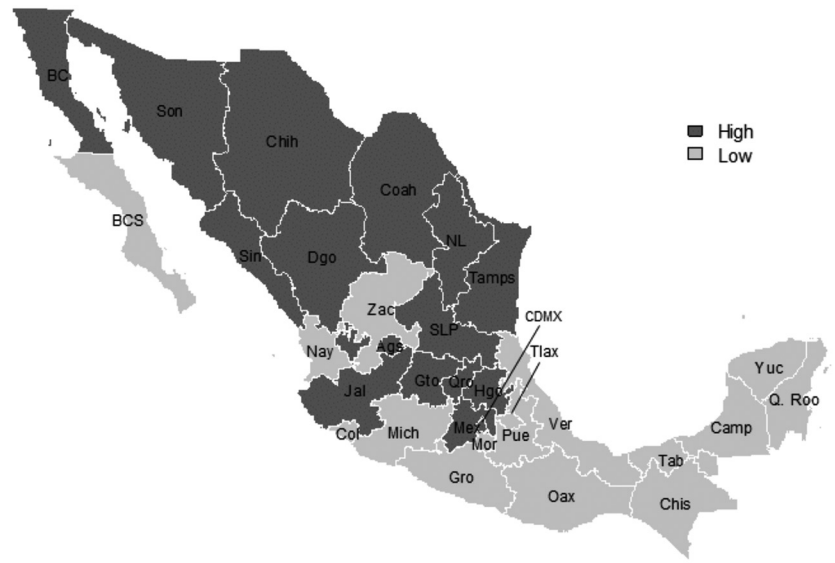 BC
Son
Chih
High
Low
Coah
BCS
NL
Sin
Dgo
Tamps
Zac
CDMX
SLP
Nay
Ags
Tlax
Yuc
Jal
Gto
Qro
Hgo
Q. Roo
Col
Mich
Mex
Mor
Pue
Ver
Camp
Tab
Gro
Oax
Chis